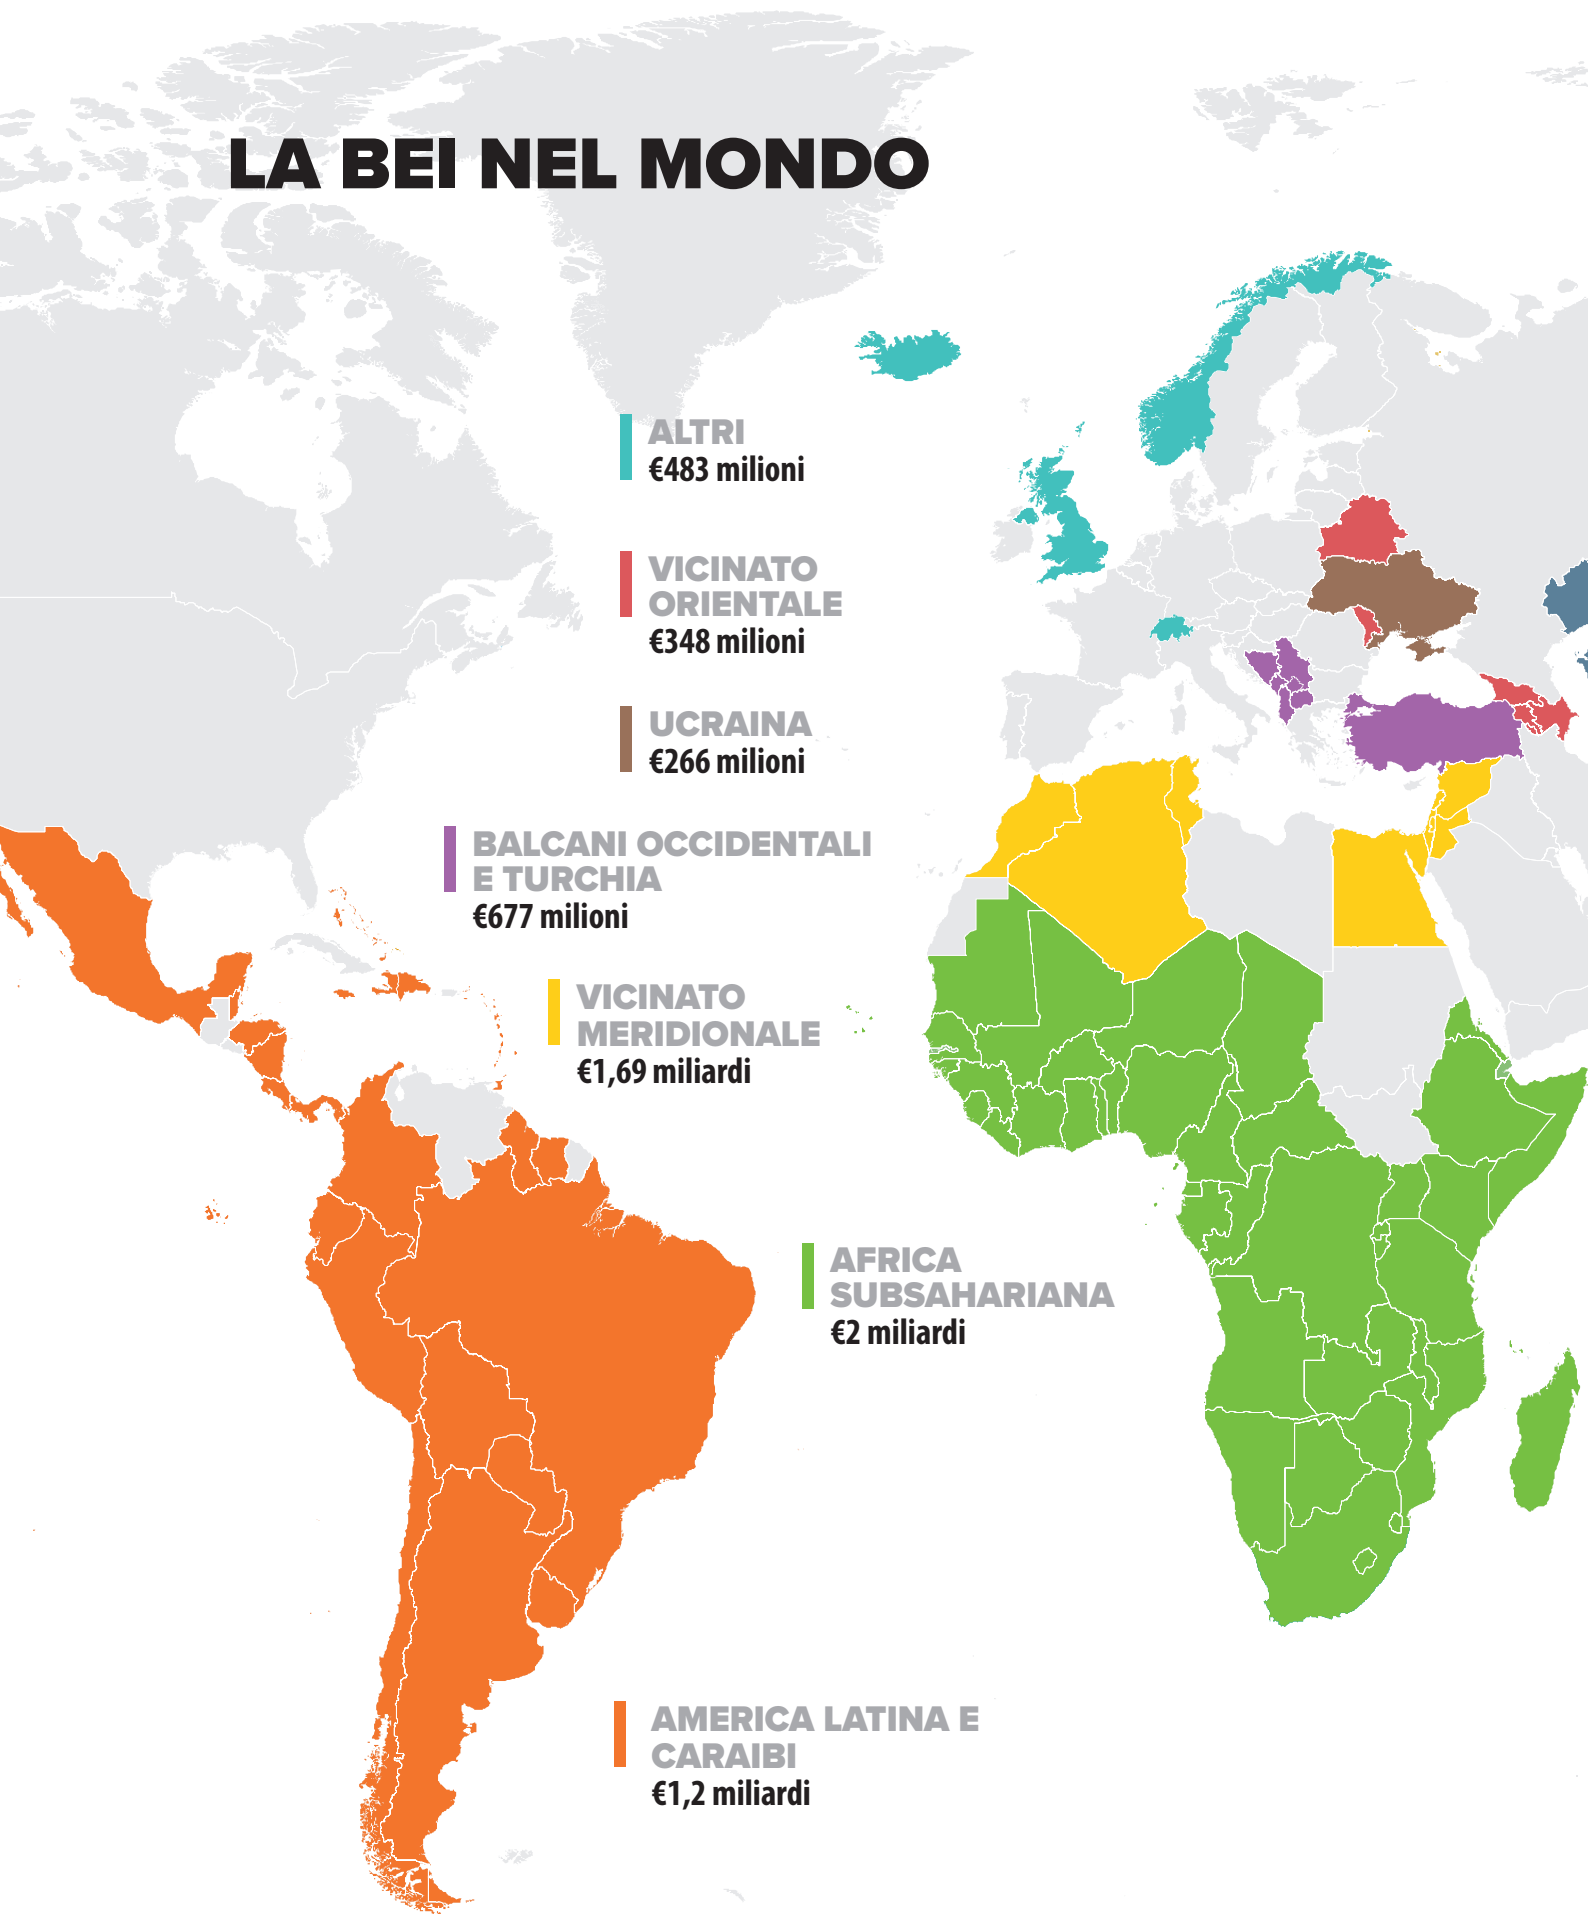 LA BEI NEL MONDO
ALTRI
€483 milioni
VICINATO
ORIENTALE
€348 milioni
UCRAINA
€266 milioni
BALCANI OCCIDENTALI
E TURCHIA
€677 milioni
VICINATO
MERIDIONALE
€1,69 miliardi
AFRICA
SUBSAHARIANA
€2 miliardi
AMERICA LATINA E
CARAIBI
€1,2 miliardi